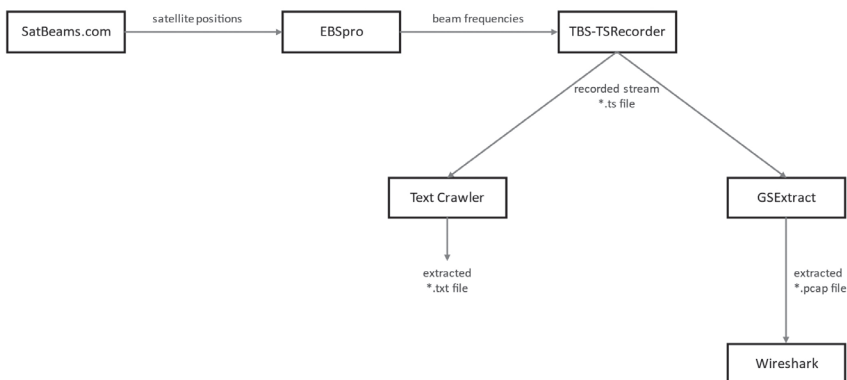 SatBeams.com
satellite positions
EBSpro
beam frequencies
TBS-TSRecorder
recorded stream
*.ts file
Text Crawler
GSExtract
extracted
*.txt file
extracted
*.pcap file
Wireshark